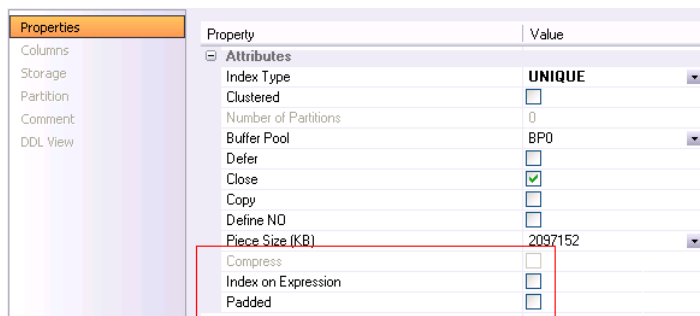 Properties
Columns
Storage
Partition
Comment
DDL View
Property Value
Attributes
Index Type UNIQUE
Clustered
Number of Partitions 0
Buffer Pool BP0
Defer
Close
Copy
Define NO
Piece Size (KB) 2097152
Compress
Index on Expression
Padded